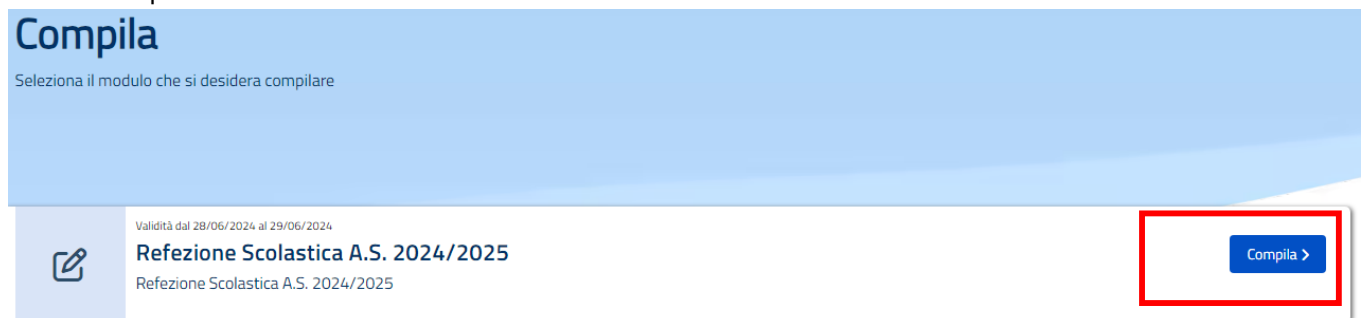 Compila
Seleziona il modulo che si desidera compilare
Validità dal 28/06/2024 al 29/06/2024
Refezione Scolastica A.S. 2024/2025
Compila >
Refezione Scolastica A.S. 2024/2025